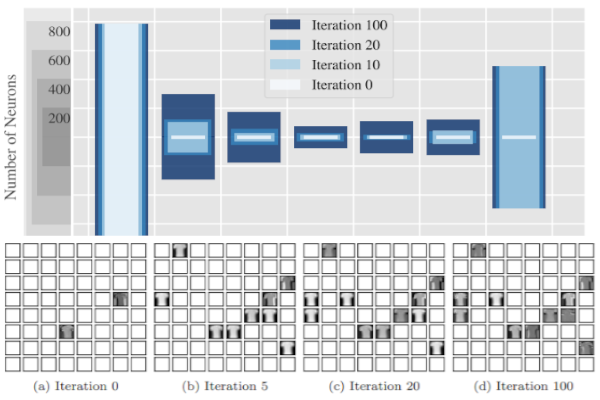 Number of Neurons
800
600
400
200
Iteration 100
Iteration 20
Iteration 10
Iteration 0
(a) Iteration 0
(b) Iteration 5
(c) Iteration 20
(d) Iteration 100